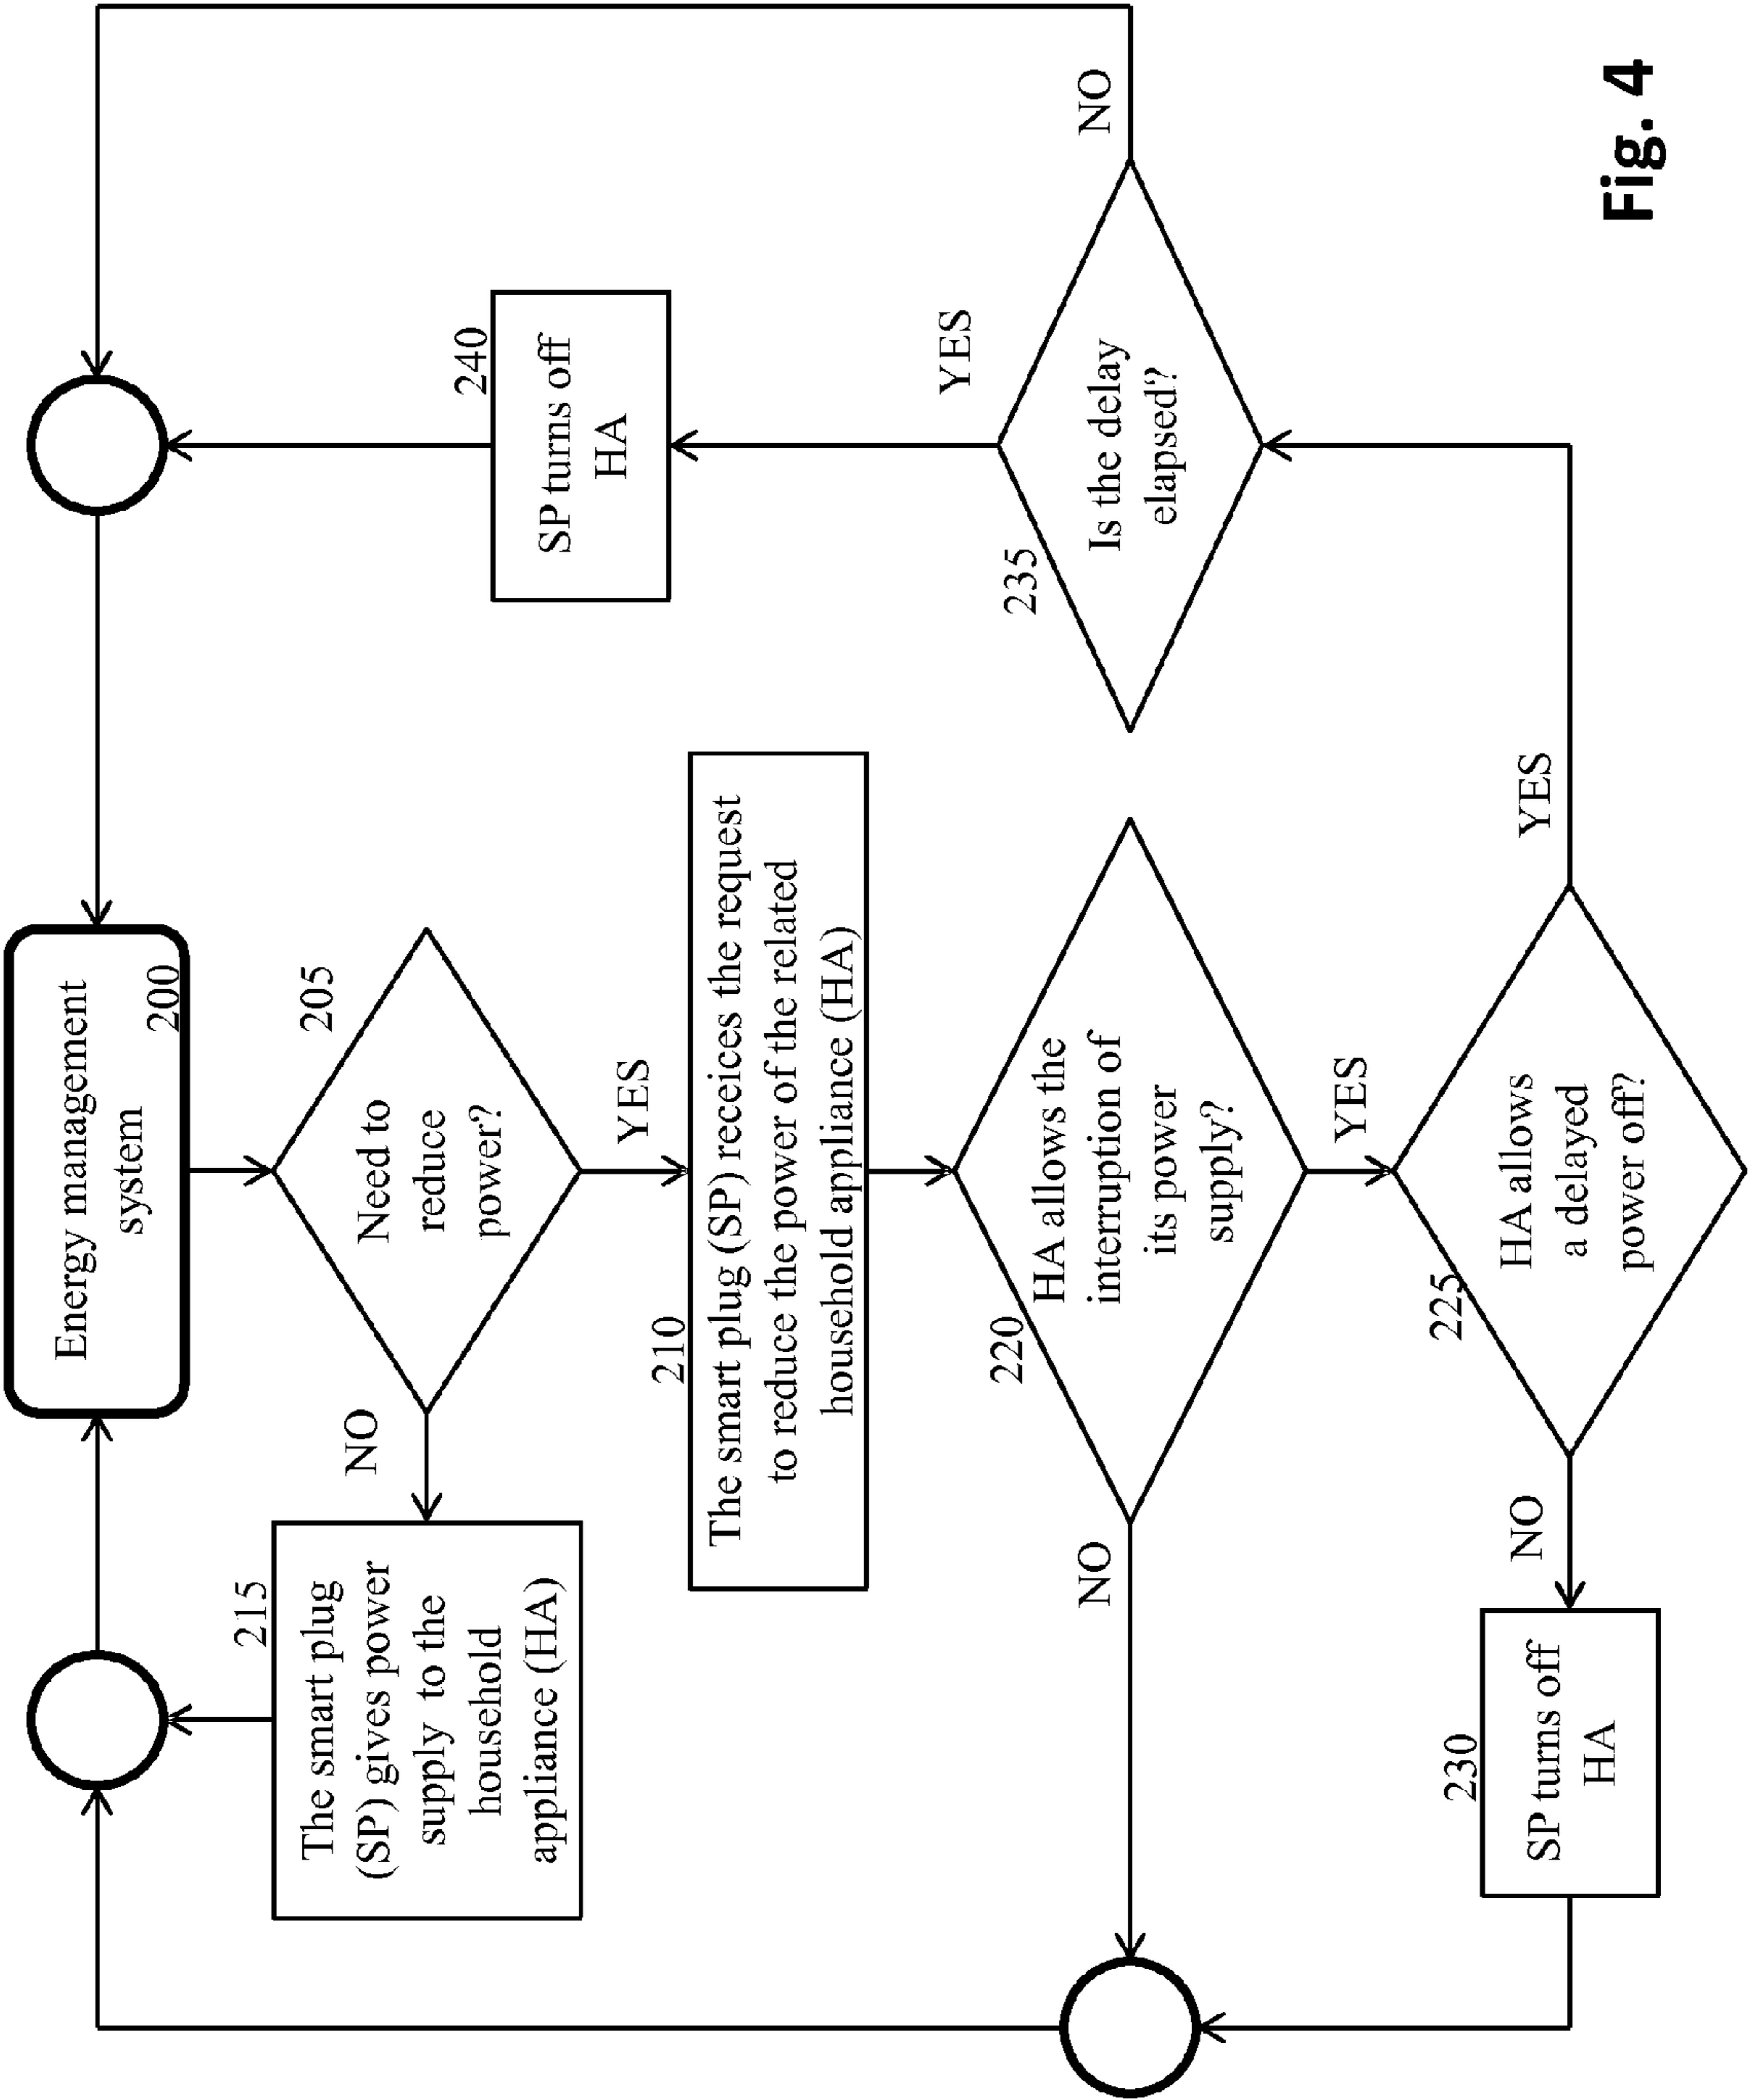 Energy management
system
200
205
Need to
reduce
power?
NO
YES
215
The smart plug
(SP) gives power
supply to the
household
appliance (HA)
210
The smart plug (SP) receices the request
to reduce the power of the related
household appliance (HA)
220
HA allows the
interruption of
its power
supply?
NO
YES
225
HA allows
a delayed
power off?
NO
YES
230
SP turns off
HA
235
Is the delay
elapsed?
YES
NO
240
SP turns off
HA
Fig. 4